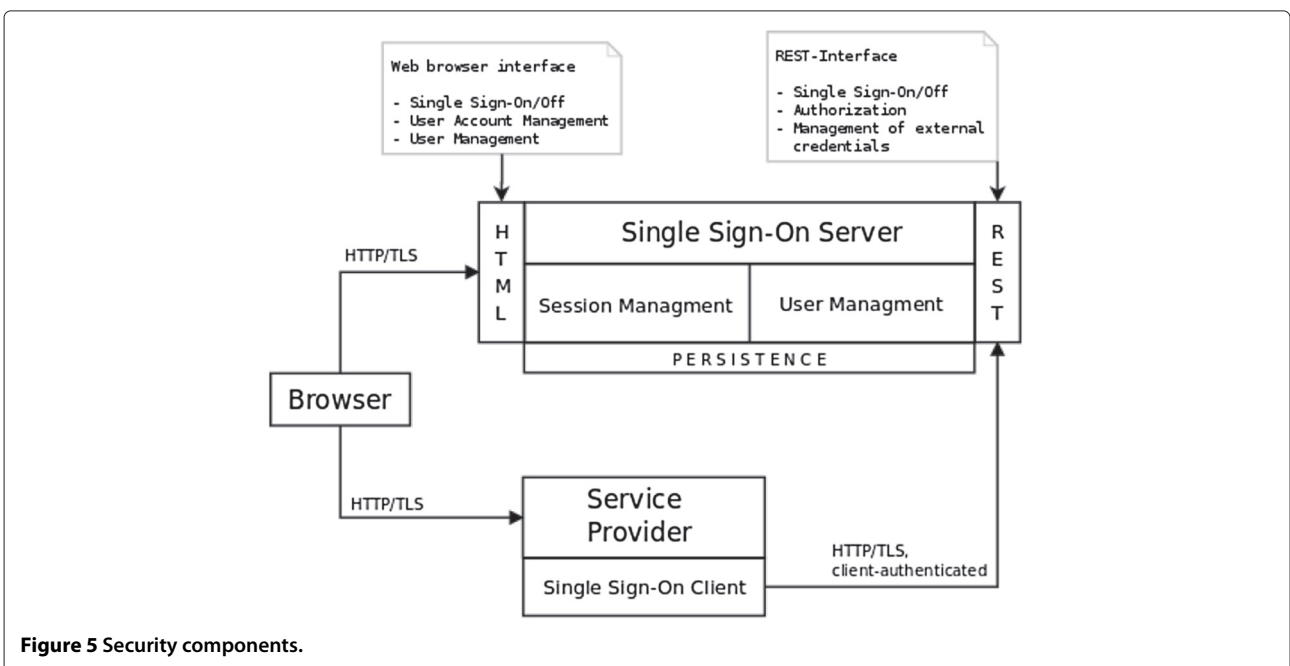 Web browser interface
- Single Sign-On/Off
- User Account Management
- User Management
REST-Interface
- Single Sign-On/Off
- Authorization
- Management of external
credentials
HTML
Single Sign-On Server
REST
HTTP/TLS
Session Managment
User Managment
PERSISTENCE
Browser
HTTP/TLS
Service
Provider
Single Sign-On Client
HTTP/TLS,
client-authenticated
Figure 5 Security components.